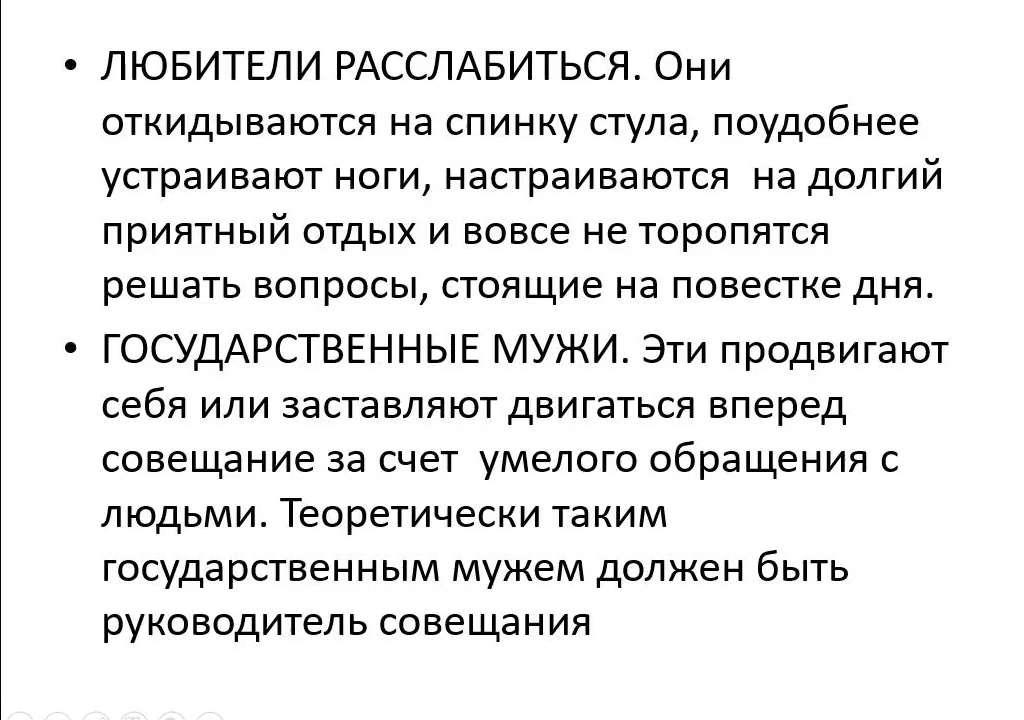 • ЛЮБИТЕЛИ РАССЛАБИТЬСЯ. Они
откидываются на спинку стула, поудобнее
устраивают ноги, настраиваются  на долгий
приятный отдых и вовсе не торопятся
решать вопросы, стоящие на повестке дня.
• ГОСУДАРСТВЕННЫЕ МУЖИ. Эти продвигают
себя или заставляют двигаться вперед
совещание за счет  умелого обращения с
людьми. Теоретически таким
государственным мужем должен быть
руководитель совещания